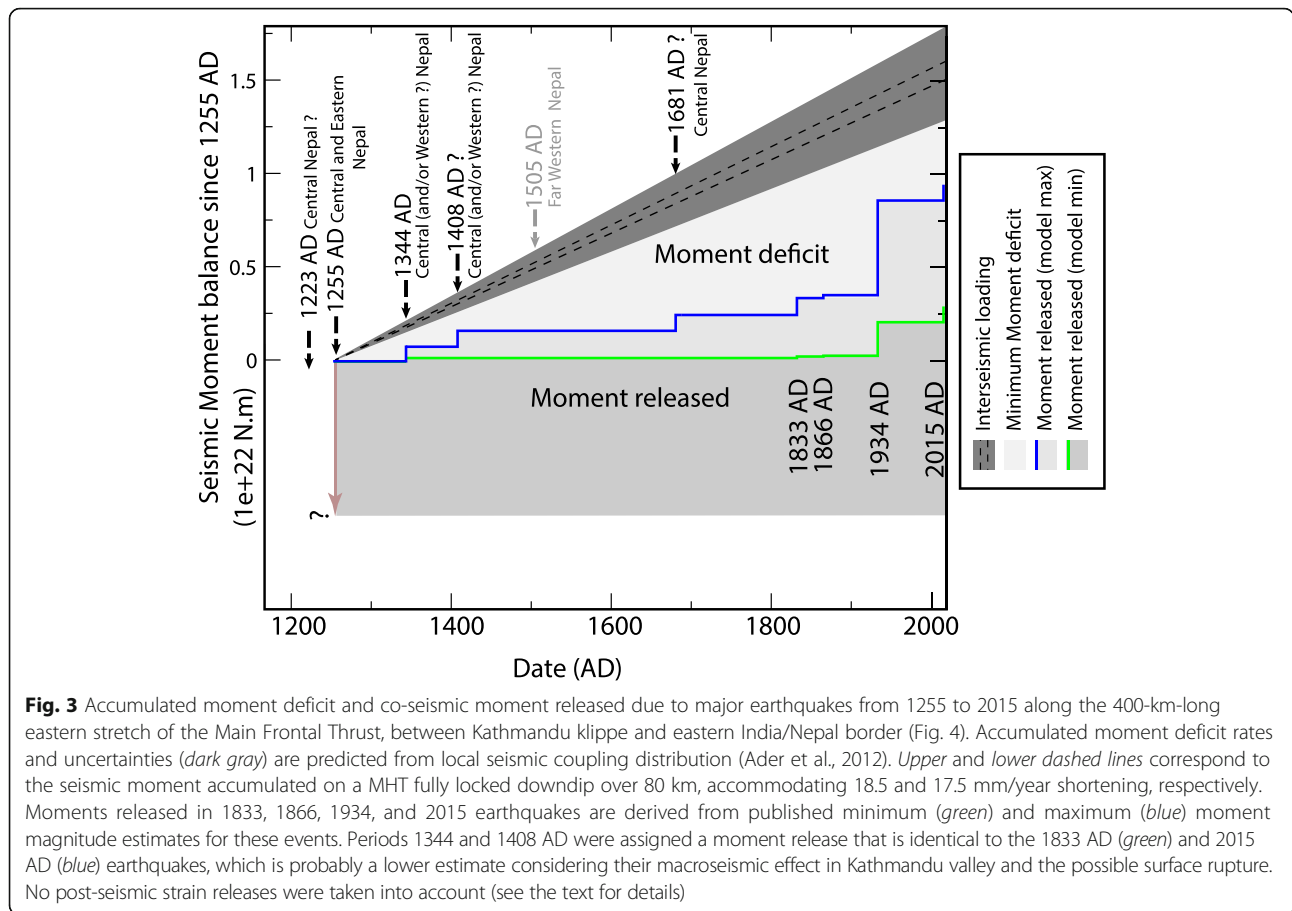 Seismic Moment balance since 1255 AD
(1e+22 N.m)
1.5
1
0.5
0
1223 AD Central Nepal ?
1255 AD Central and Eastern
Nepal
1344 AD
Central (and/or Western ?) Nepal
1408 AD ?
Central (and/or Western ?) Nepal
1505 AD
Far Western Nepal
1681 AD ?
Central Nepal
Moment deficit
Moment released
1833 AD
1866 AD
1934 AD
2015 AD
?
1200
1400
1600
1800
2000
Date (AD)
Interseismic loading
Minimum Moment deficit
Moment released (model max)
Moment released (model min)
Fig. 3 Accumulated moment deficit and co-seismic moment released due to major earthquakes from 1255 to 2015 along the 400-km-long
eastern stretch of the Main Frontal Thrust, between Kathmandu klippe and eastern India/Nepal border (Fig. 4). Accumulated moment deficit rates
and uncertainties (dark gray) are predicted from local seismic coupling distribution (Ader et al., 2012). Upper and lower dashed lines correspond to
the seismic moment accumulated on a MHT fully locked downdip over 80 km, accommodating 18.5 and 17.5 mm/year shortening, respectively.
Moments released in 1833, 1866, 1934, and 2015 earthquakes are derived from published minimum (green) and maximum (blue) moment
magnitude estimates for these events. Periods 1344 and 1408 AD were assigned a moment release that is identical to the 1833 AD (green) and 2015
AD (blue) earthquakes, which is probably a lower estimate considering their macroseismic effect in Kathmandu valley and the possible surface rupture.
No post-seismic strain releases were taken into account (see the text for details)